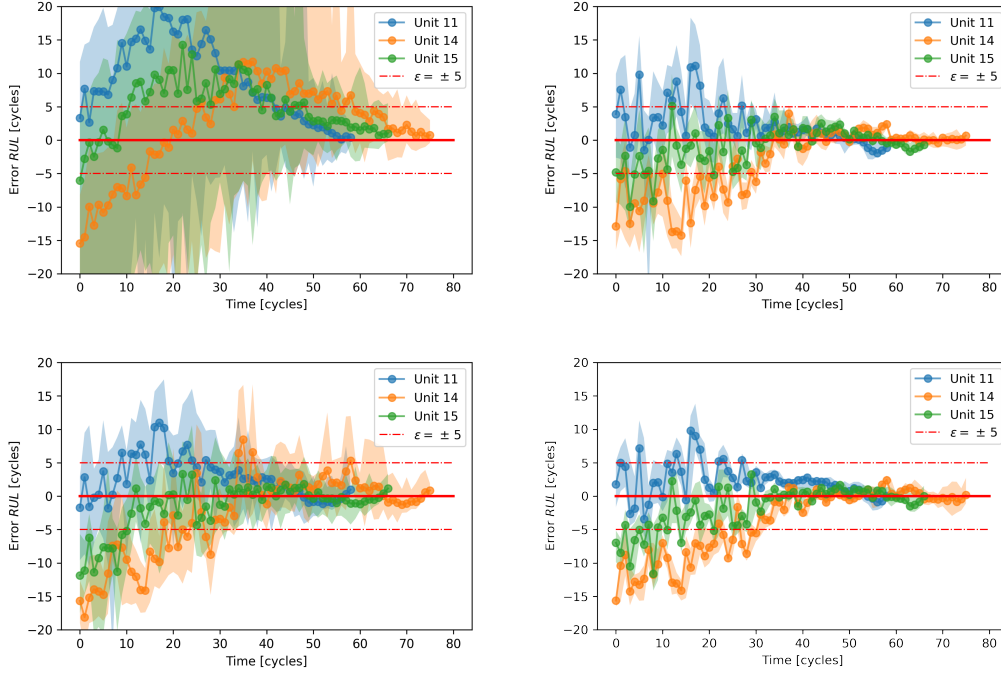 20
15
10
5
0
−5
−10
−15
−20
Error RUL [cycles]
0 10 20 30 40 50 60 70 80
Time [cycles]
Unit 11
Unit 14
Unit 15
ε = ± 5
20
15
10
5
0
−5
−10
−15
−20
Error RUL [cycles]
0 10 20 30 40 50 60 70 80
Time [cycles]
Unit 11
Unit 14
Unit 15
ε = ± 5
20
15
10
5
0
−5
−10
−15
−20
Error RUL [cycles]
0 10 20 30 40 50 60 70 80
Time [cycles]
Unit 11
Unit 14
Unit 15
ε = ± 5
20
15
10
5
0
−5
−10
−15
−20
Error RUL [cycles]
0 10 20 30 40 50 60 70 80
Time [cycles]
Unit 11
Unit 14
Unit 15
ε = ± 5